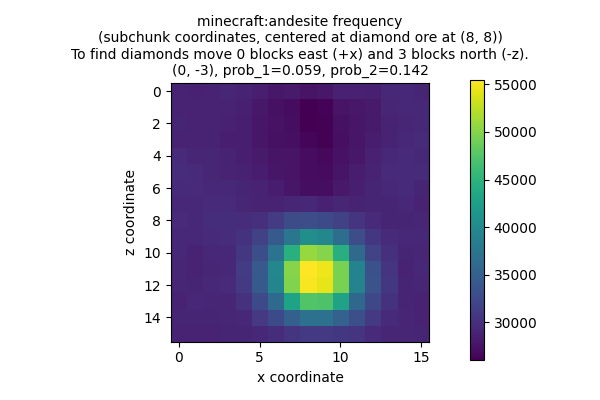 minecraft:andesite frequency
(subchunk coordinates, centered at diamond ore at (8, 8))
To find diamonds move 0 blocks east (+x) and 3 blocks north (-z).
(0, -3), prob_1=0.059, prob_2=0.142
0
2
4
6
8
10
12
14
z coordinate
0 5 10 15
x coordinate
55000
50000
45000
40000
35000
30000